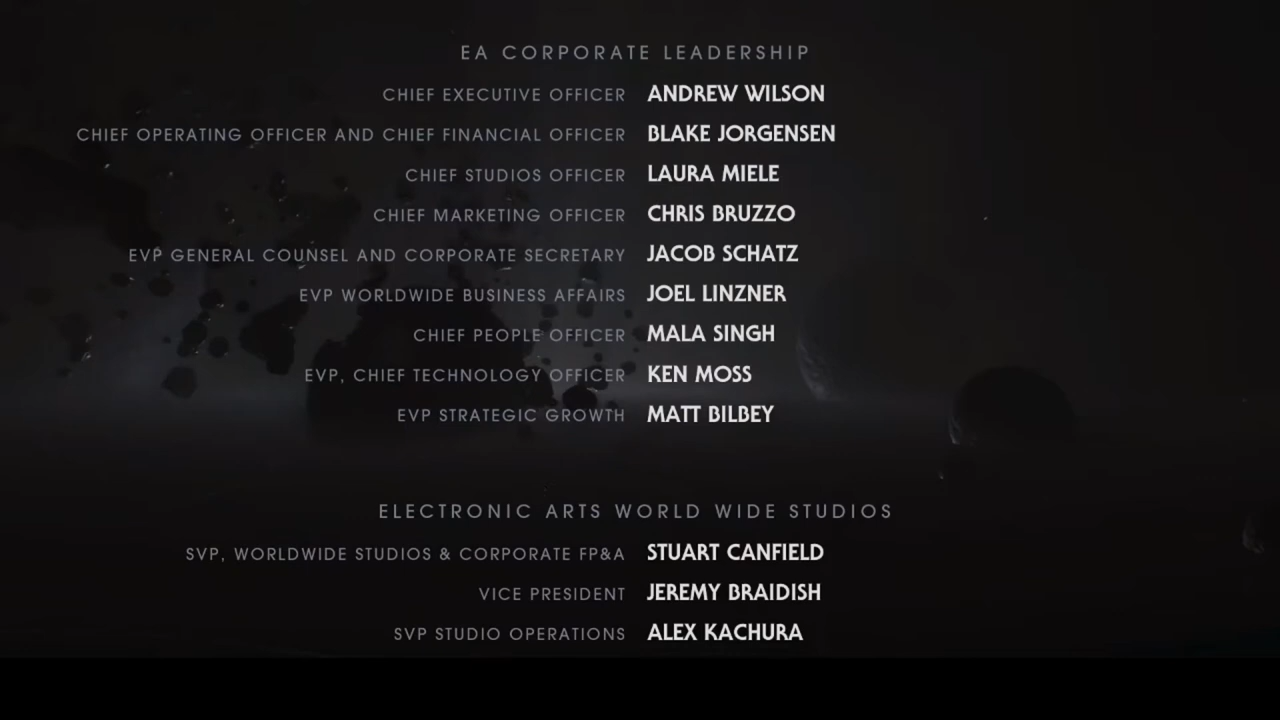 EA CORPORATE LEADERSHIP
CHIEF EXECUTIVE OFFICER ANDREW WILSON
CHIEF OPERATING OFFICER AND CHIEF FINANCIAL OFFICER BLAKE JORGENSEN
CHIEF STUDIOS OFFICER LAURA MIELE
CHIEF MARKETING OFFICER CHRIS BRUZZO
EVP GENERAL COUNSEL AND CORPORATE SECRETARY JACOB SCHATZ
EVP WORLDWIDE BUSINESS AFFAIRS JOEL LINZNER
CHIEF PEOPLE OFFICER MALA SINGH
EVP, CHIEF TECHNOLOGY OFFICER KEN MOSS
EVP STRATEGIC GROWTH MATT BILBEY
ELECTRONIC ARTS WORLD WIDE STUDIOS
SVP, WORLDWIDE STUDIOS & CORPORATE FP&A STUART CANFIELD
VICE PRESIDENT JEREMY BRAIDISH
SVP STUDIO OPERATIONS ALEX KACHURA